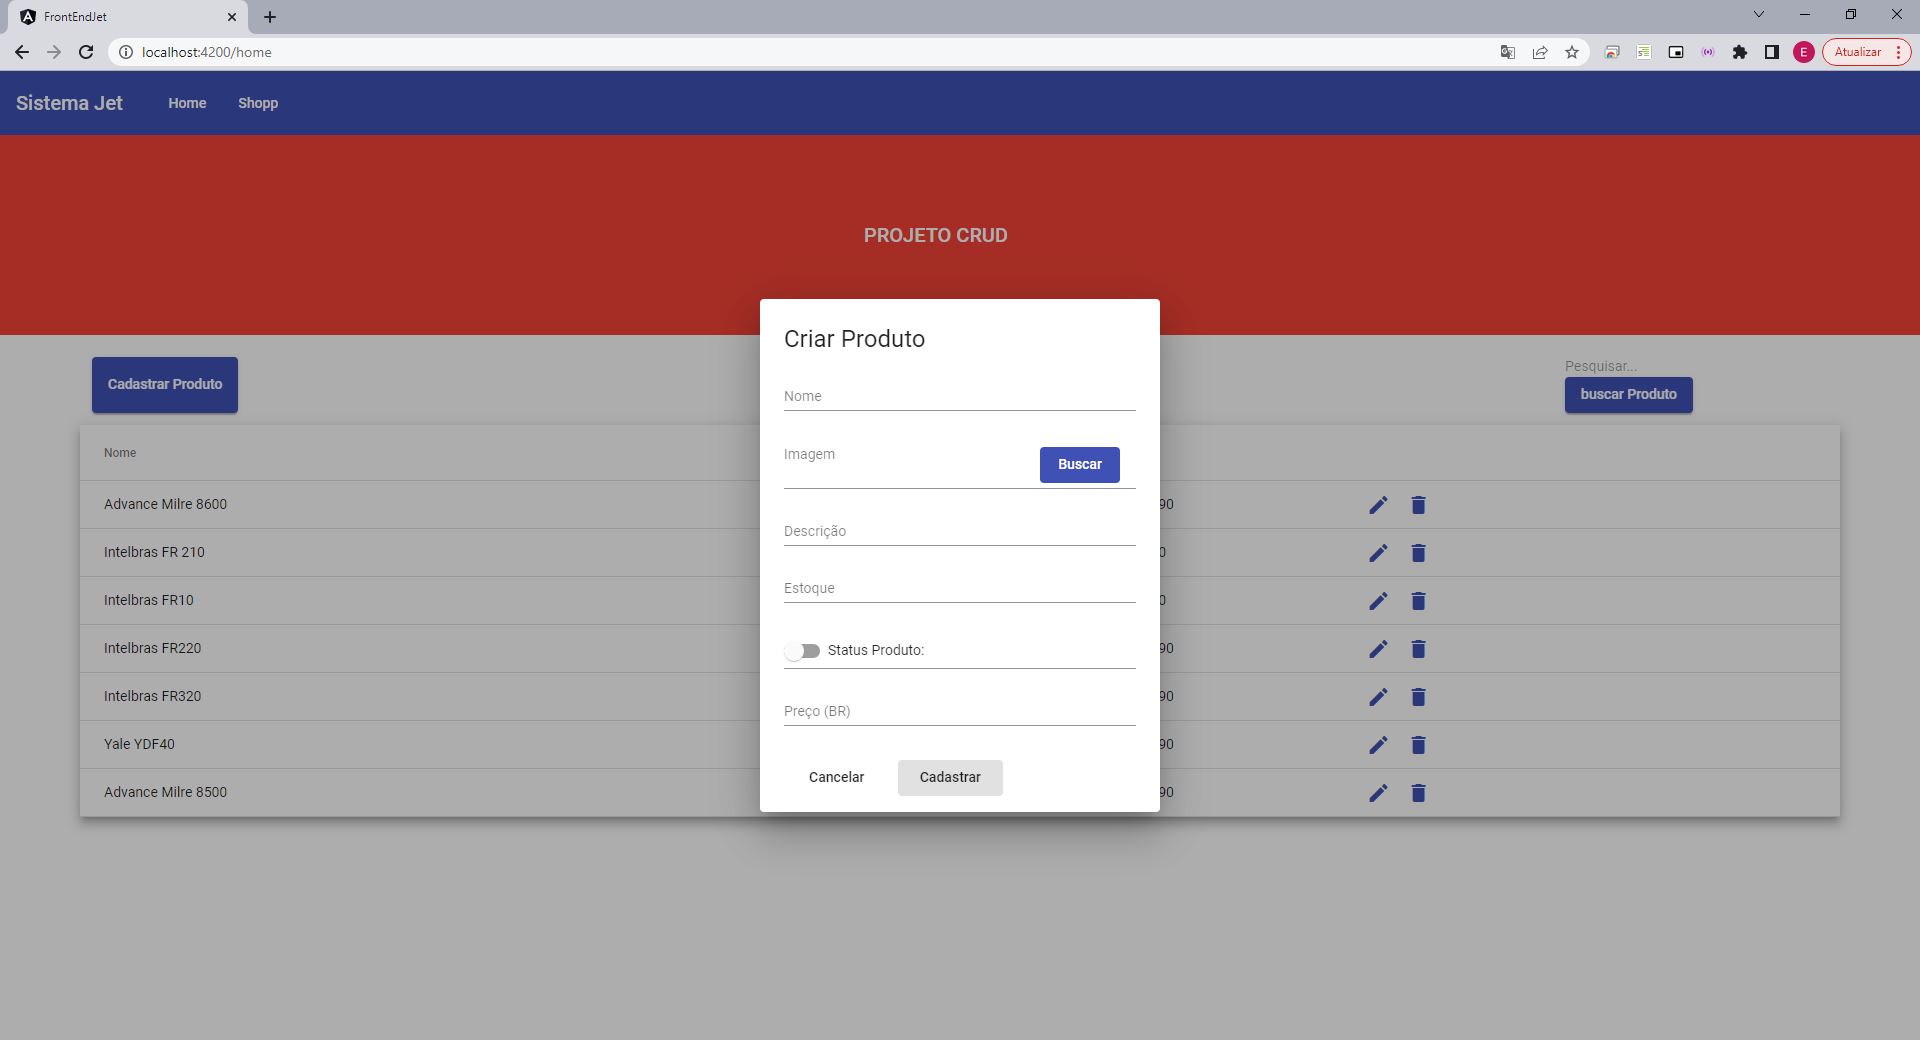 FrontEndJet
localhost:4200/home
E
Atualizar
Sistema Jet
Home
Shopp
PROJETO CRUD
Cadastrar Produto
Pesquisar...
buscar Produto
Nome
Advance Milre 8600
90
Intelbras FR 210
0
Intelbras FR10
0
Intelbras FR220
90
Intelbras FR320
90
Yale YDF40
90
Advance Milre 8500
90
Criar Produto
Nome
Imagem
Buscar
Descrição
Estoque
Status Produto:
Preço (BR)
Cancelar
Cadastrar